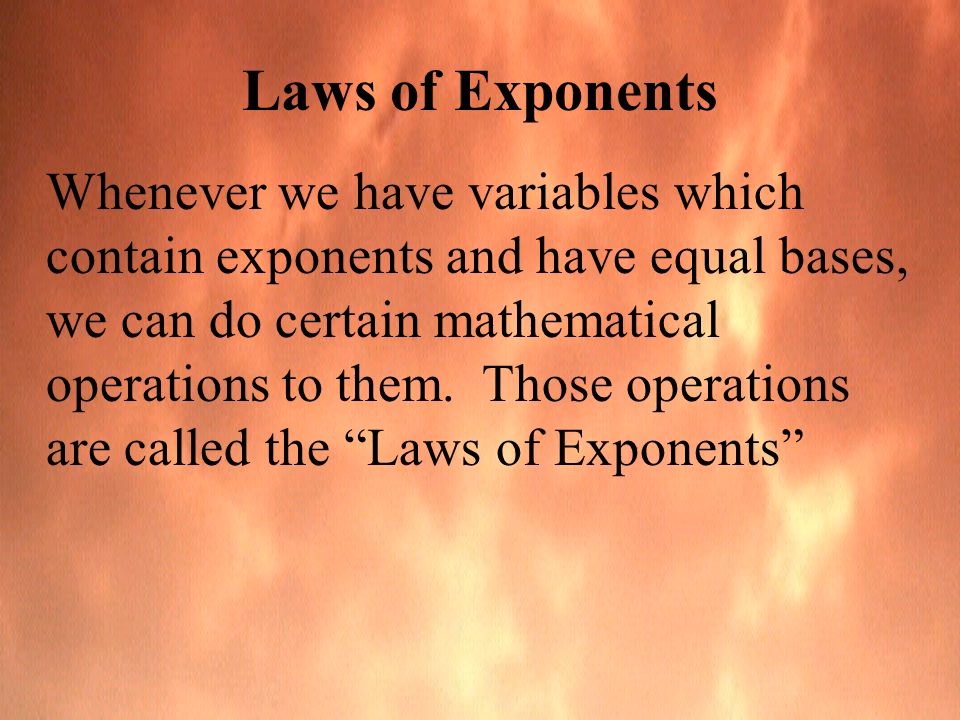 Laws of Exponents
Whenever we have variables which
contain exponents and have equal bases,
we can do certain mathematical
operations to them.  Those operations
are called the “Laws of Exponents”